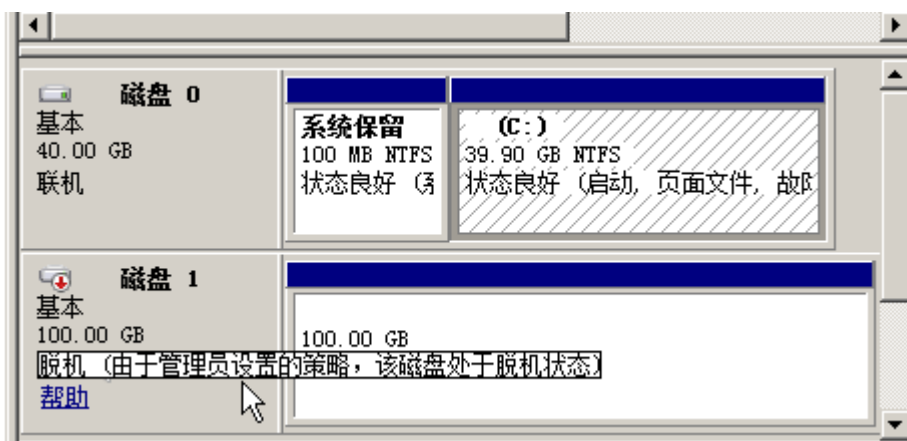 磁盘 0
基本
40.00 GB
联机
系统保留
100 MB NTFS
状态良好 (系
(C:)
39.90 GB NTFS
状态良好 (启动, 页面文件, 故障
磁盘 1
基本
100.00 GB
脱机 (由于管理员设置的策略，该磁盘处于脱机状态)
帮助
100.00 GB